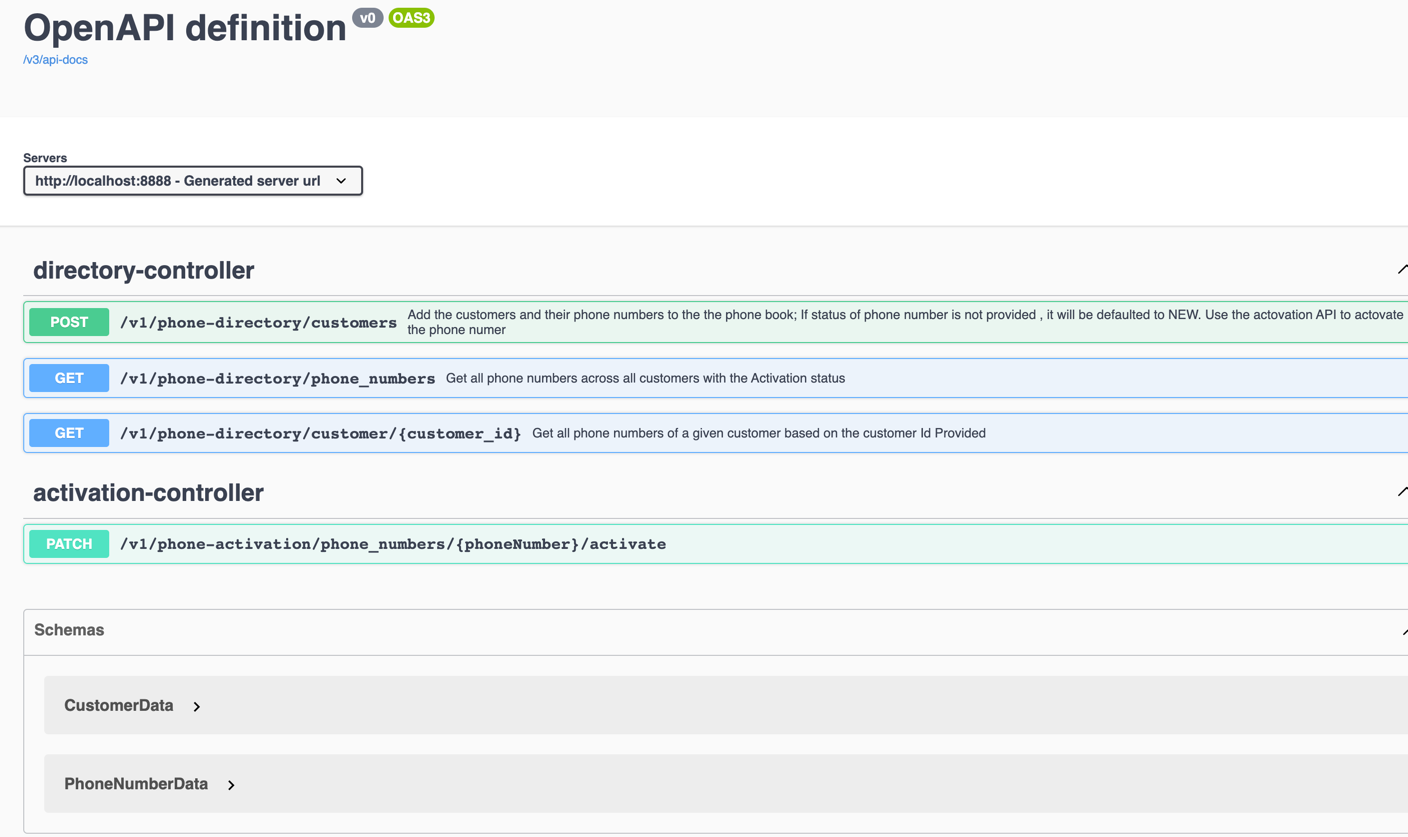 OpenAPI definition v0 OAS3
/v3/api-docs
Servers
http://localhost:8888 - Generated server url
directory-controller
POST /v1/phone-directory/customers Add the customers and their phone numbers to the the phone book; If status of phone number is not provided , it will be defaulted to NEW. Use the actovation API to actovate
the phone numer
GET /v1/phone-directory/phone_numbers Get all phone numbers across all customers with the Activation status
GET /v1/phone-directory/customer/{customer_id} Get all phone numbers of a given customer based on the customer Id Provided
activation-controller
PATCH /v1/phone-activation/phone_numbers/{phoneNumber}/activate
Schemas
CustomerData
PhoneNumberData